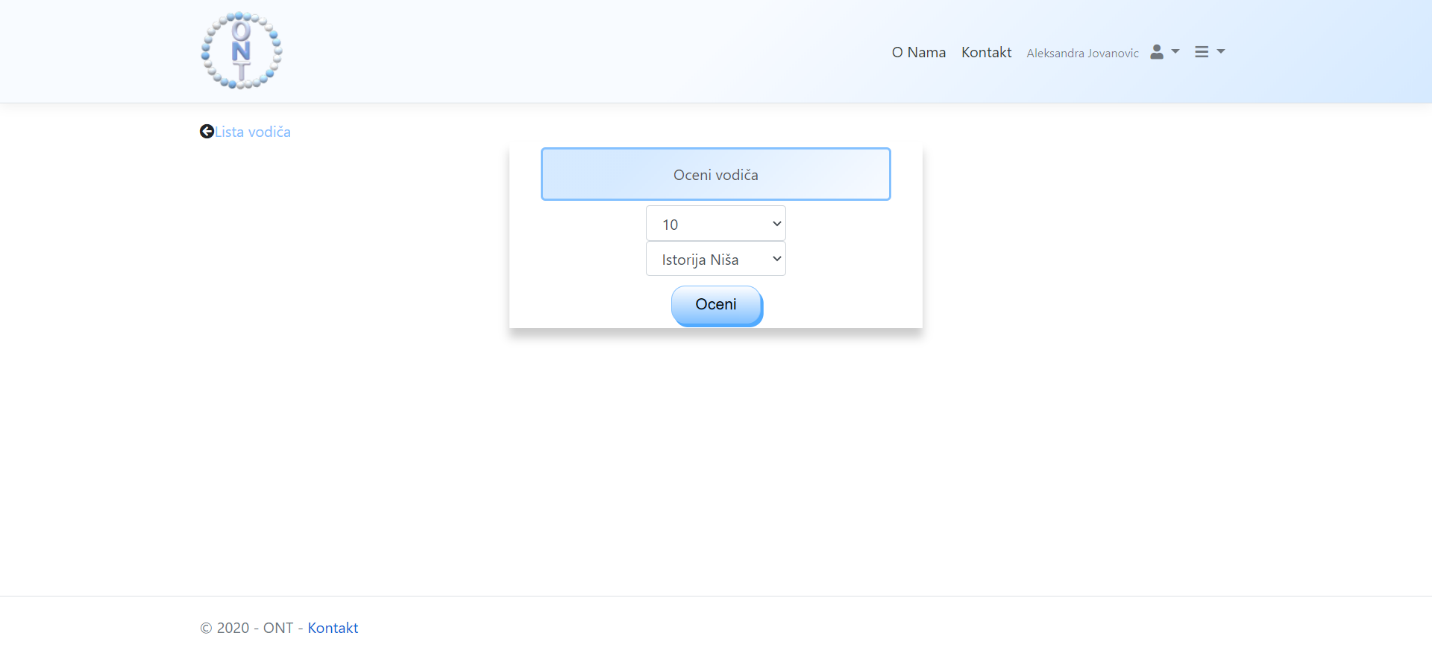 ONT
O Nama Kontakt Aleksandra Jovanovic
Lista vodiča
Oceni vodiča
10
Istorija Niša
Oceni
© 2020 - ONT - Kontakt